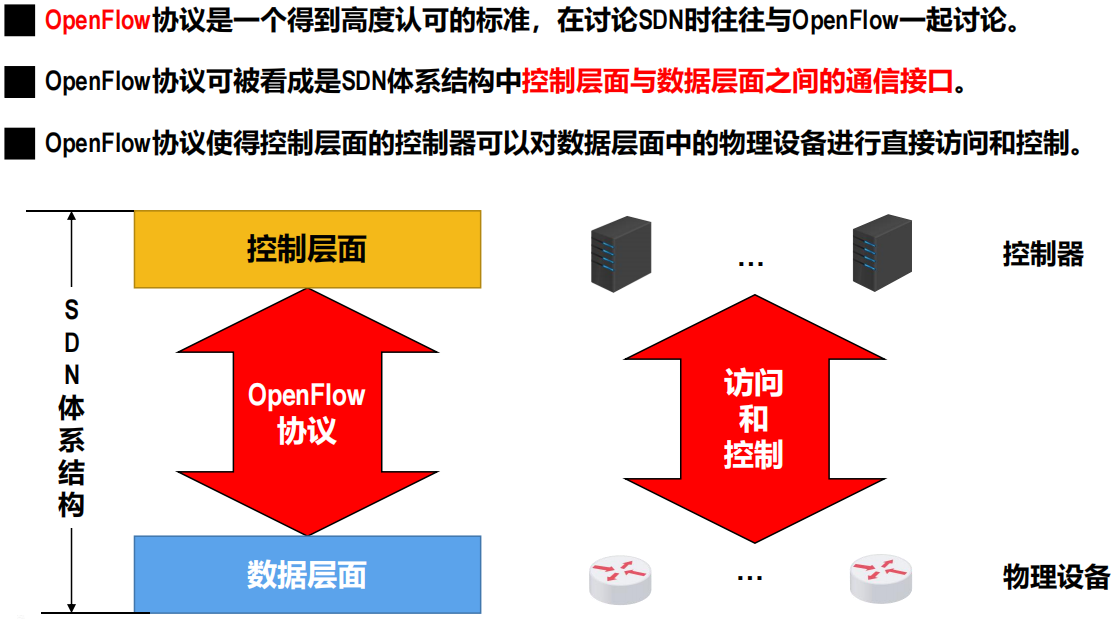 OpenFlow协议是一个得到高度认可的标准，在讨论SDN时往往与OpenFlow一起讨论。
OpenFlow协议可被看成是SDN体系结构中控制层面与数据层面之间的通信接口。
OpenFlow协议使得控制层面的控制器可以对数据层面中的物理设备进行直接访问和控制。
SDN体系结构
控制层面
OpenFlow
协议
数据层面
...
控制器
访问
和
控制
...
物理设备